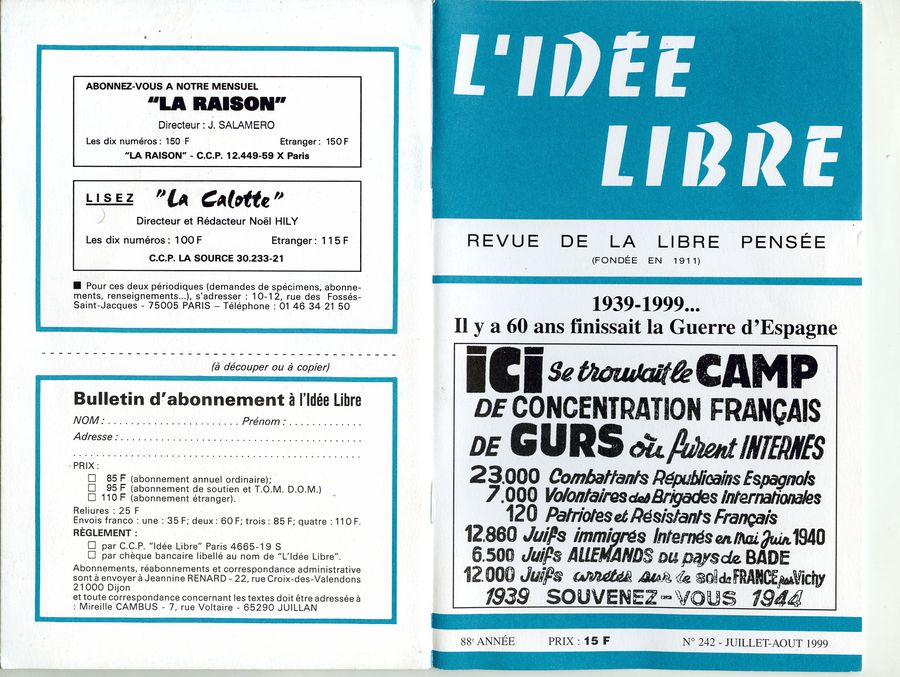 ABONNEZ-VOUS A NOTRE MENSUEL
"LA RAISON"
Directeur : J. SALAMERO
Les dix numéros : 150 F Etranger : 150 F
"LA RAISON" - C.C.P. 12.449-59 X Paris
LISEZ "La Calotte"
Directeur et Rédacteur Noël HILY
Les dix numéros : 100 F Etranger : 115 F
C.C.P. LA SOURCE 30.233-21
■ Pour ces deux périodiques (demandes de spécimens, abonne-
ments, renseignements...), s'adresser : 10-12, rue des Fossés-
Saint-Jacques - 75005 PARIS – Téléphone : 01 46 34 21 50
(à découper ou à copier)
Bulletin d'abonnement à l'Idée Libre
NOM : ........................ Prénom : .............
Adresse : ..........................................
....................................................
PRIX :
□ 85 F (abonnement annuel ordinaire);
□ 95 F (abonnement de soutien et T.O.M. D.O.M.)
□ 110 F (abonnement étranger).
Reliures : 25 F
Envois franco : une : 35 F; deux : 60 F; trois : 85 F; quatre : 110 F.
RÈGLEMENT :
□ par C.C.P. "Idée Libre" Paris 4665-19 S
□ par chèque bancaire libellé au nom de "L'Idée Libre".
Abonnements, réabonnements et correspondance administrative
sont à envoyer à Jeannine RENARD - 22, rue Croix-des-Valendons
21000 Dijon
et toute correspondance concernant les textes doit être adressée à
: Mireille CAMBUS - 7, rue Voltaire - 65290 JUILLAN
L'IDÉE
LIBRE
REVUE DE LA LIBRE PENSÉE
(FONDÉE EN 1911)
1939-1999...
Il y a 60 ans finissait la Guerre d'Espagne
ICI Se trouvait le CAMP
DE CONCENTRATION FRANÇAIS
DE GURS où furent INTERNES
23.000 Combattants Républicains Espagnols
7.000 Volontaires des Brigades Internationales
120 Patriotes et Résistants Français
12.860 Juifs immigrés Internés en mai Juin 1940
6.500 Juifs ALLEMANDS DU pays de BADE
12.000 Juifs arretés sur le sol de FRANCE par Vichy
1939 SOUVENEZ-VOUS 1944
88e ANNÉE PRIX : 15 F N° 242 - JUILLET-AOUT 1999